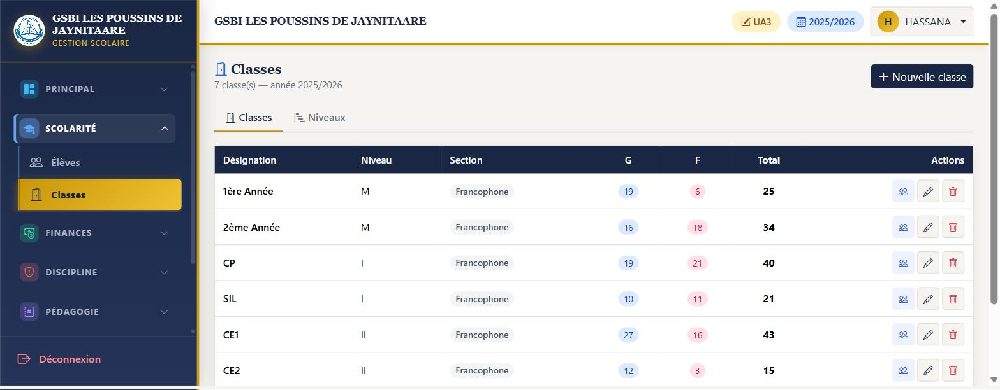 GSBI LES POUSSINS DE
JAYNITAARE
GESTION SCOLAIRE
PRINCIPAL
SCOLARITÉ
Élèves
Classes
FINANCES
DISCIPLINE
PÉDAGOGIE
Déconnexion
GSBI LES POUSSINS DE JAYNITAARE
UA3
2025/2026
H HASSANA
Classes
7 classe(s) — année 2025/2026
+ Nouvelle classe
Classes Niveaux
Désignation Niveau Section G F Total Actions
1ère Année M Francophone 19 6 25
2ème Année M Francophone 16 18 34
CP I Francophone 19 21 40
SIL I Francophone 10 11 21
CE1 II Francophone 27 16 43
CE2 II Francophone 12 3 15